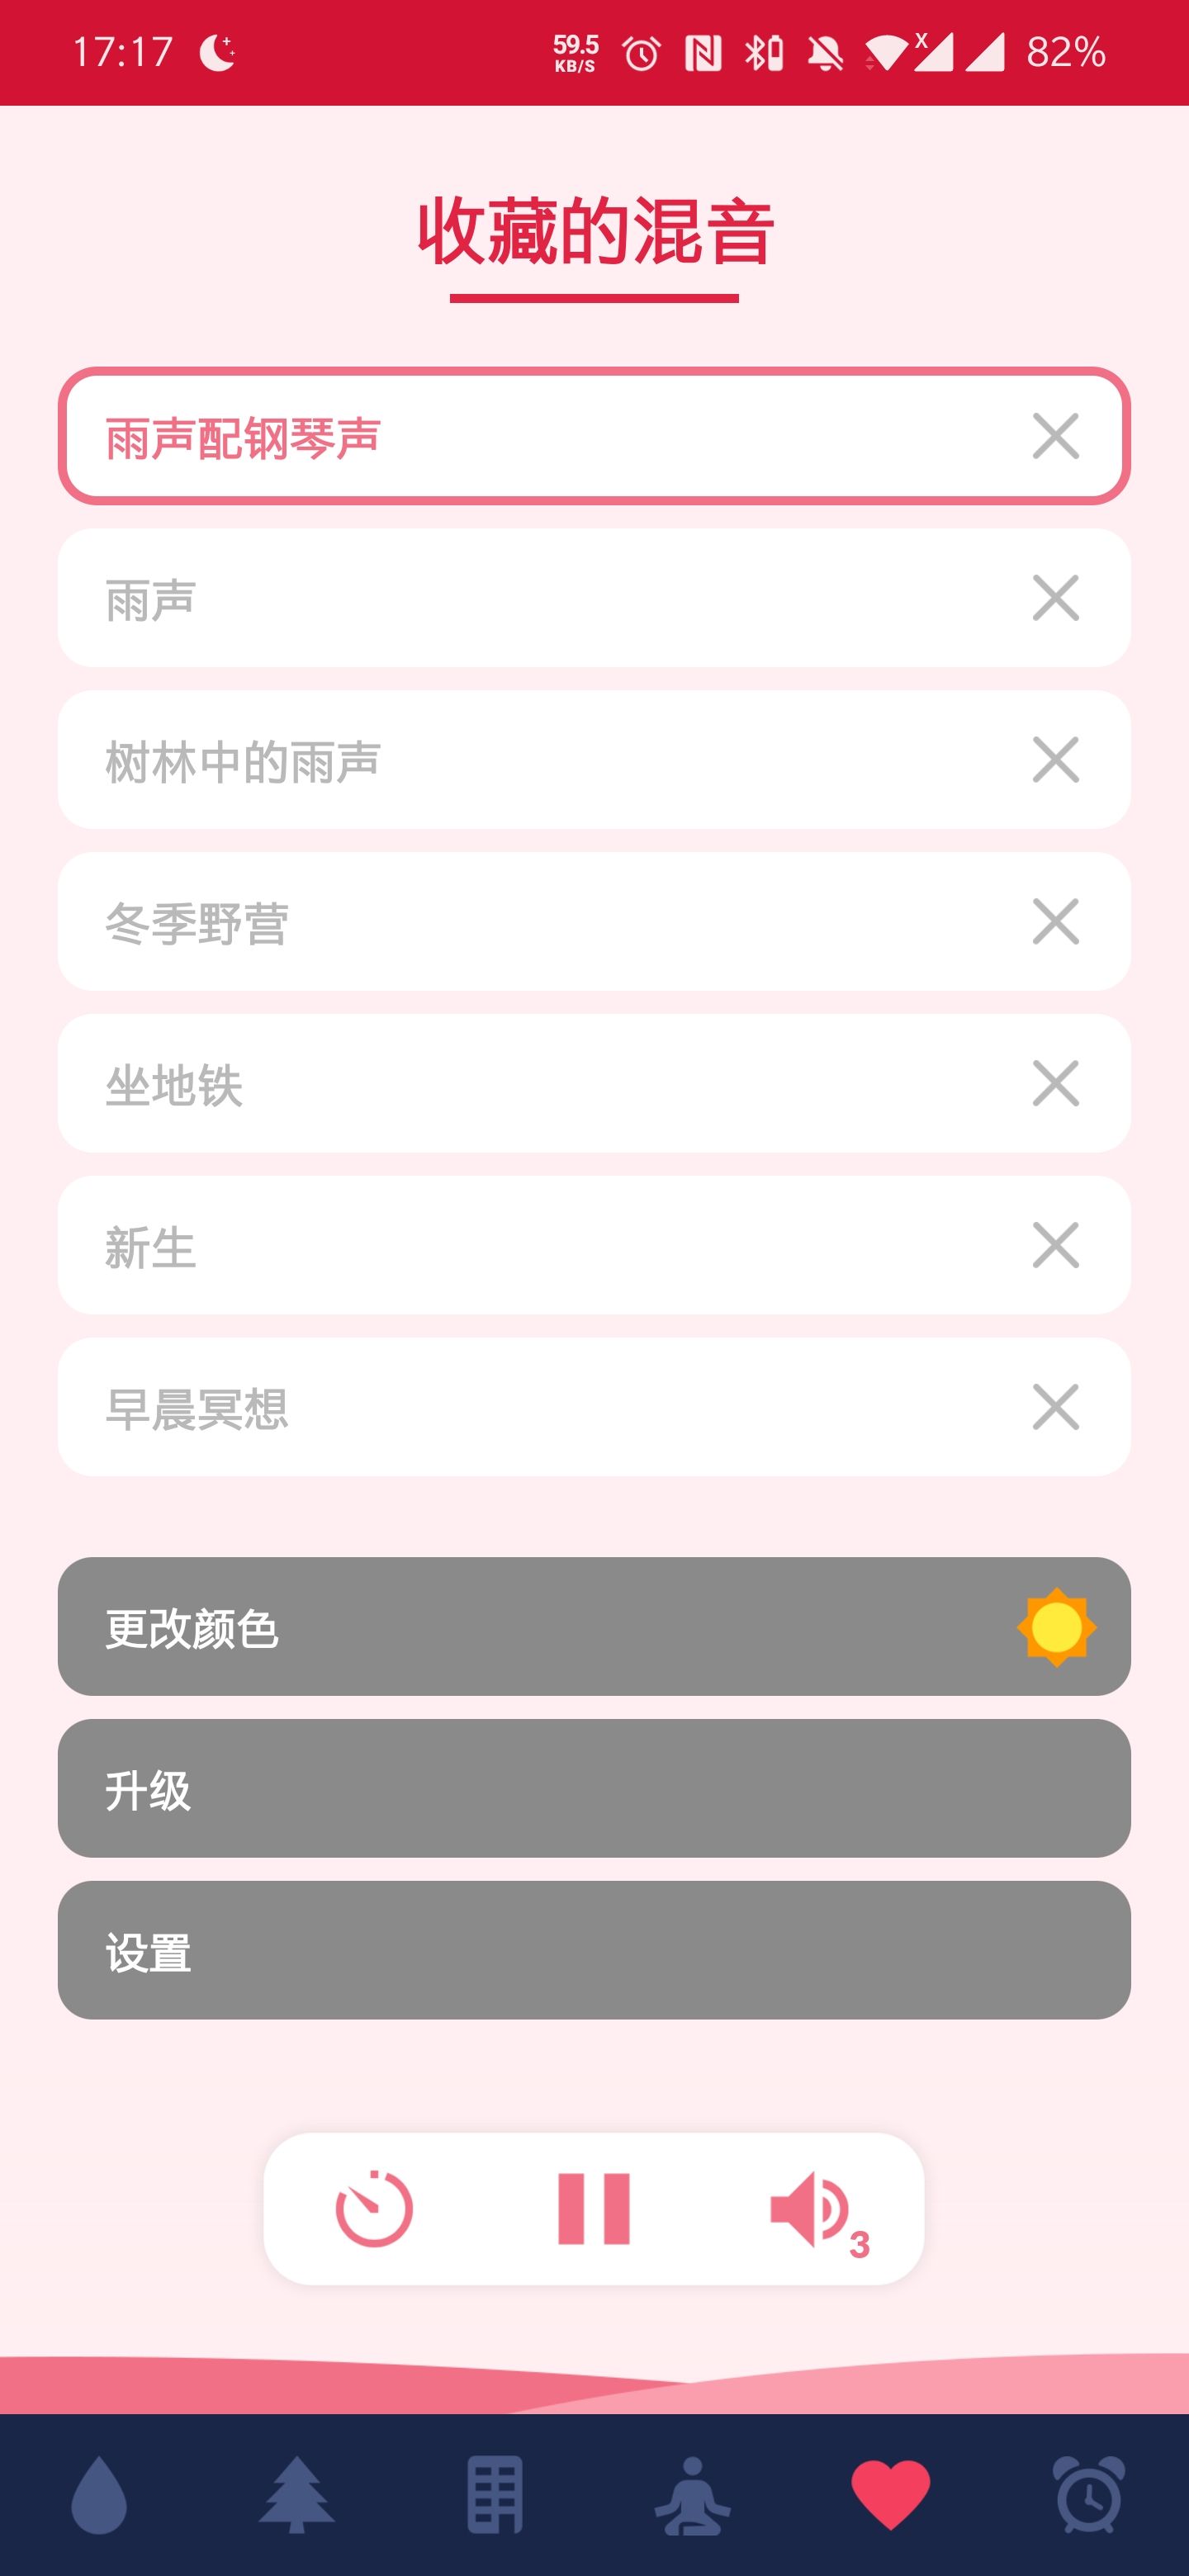 17:17 59.5 82%
KB/S
X
收藏的混音
雨声配钢琴声
雨声
树林中的雨声
冬季野营
坐地铁
新生
早晨冥想
更改颜色
升级
设置
3